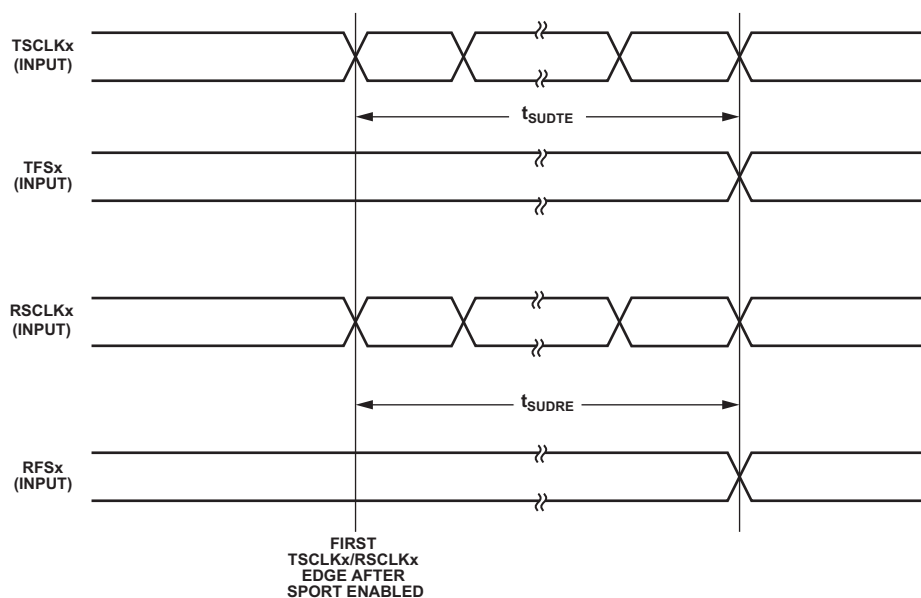 TSCLKx
(INPUT)
tSUDTE
TFSx
(INPUT)
RSCLKx
(INPUT)
tSUDRE
RFSx
(INPUT)
FIRST
TSCLKx/RSCLKx
EDGE AFTER
SPORT ENABLED